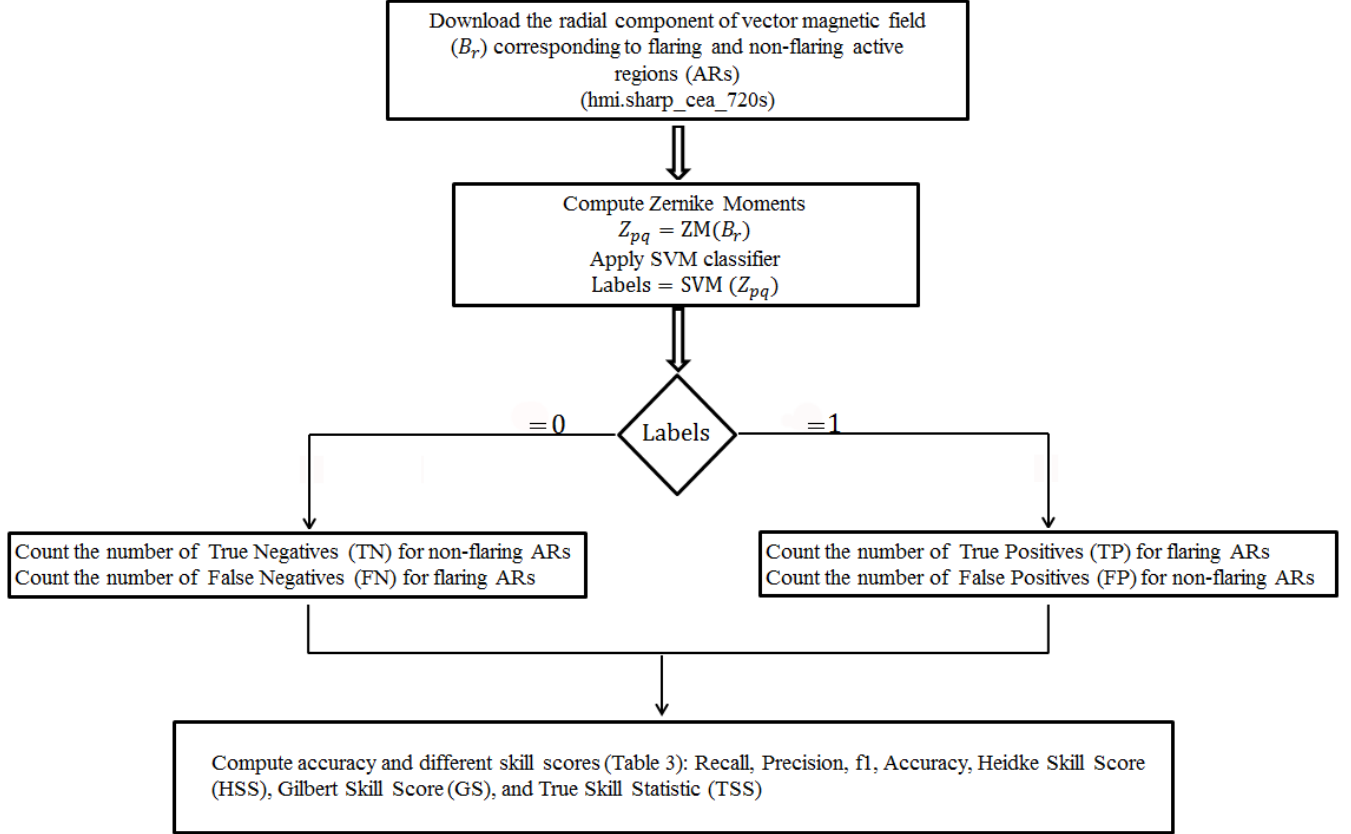 Download the radial component of vector magnetic field
(B_r) corresponding to flaring and non-flaring active
regions (ARs)
(hmi.sharp_cea_720s)
Compute Zernike Moments
Z_pq = ZM(B_r)
Apply SVM classifier
Labels = SVM (Z_pq)
=0
Labels
=1
Count the number of True Negatives (TN) for non-flaring ARs
Count the number of False Negatives (FN) for flaring ARs
Count the number of True Positives (TP) for flaring ARs
Count the number of False Positives (FP) for non-flaring ARs
Compute accuracy and different skill scores (Table 3): Recall, Precision, f1, Accuracy, Heidke Skill Score
(HSS), Gilbert Skill Score (GS), and True Skill Statistic (TSS)